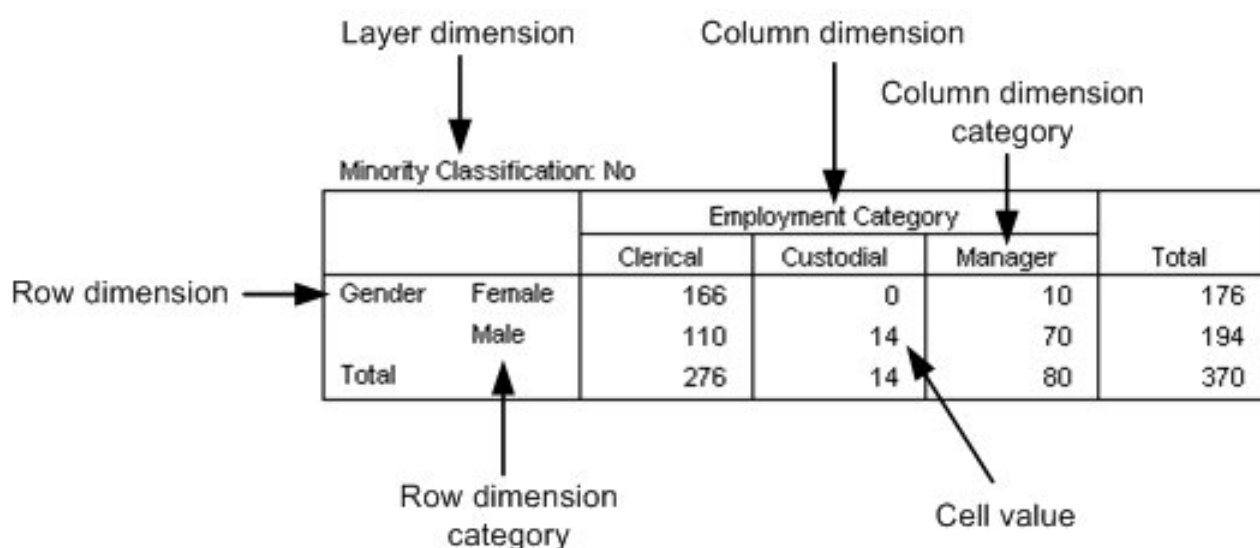 Layer dimension
Column dimension
Column dimension
category
Minority Classification: No
Employment Category
Clerical Custodial Manager Total
Row dimension
Gender Female 166 0 10 176
Male 110 14 70 194
Total 276 14 80 370
Row dimension
category
Cell value